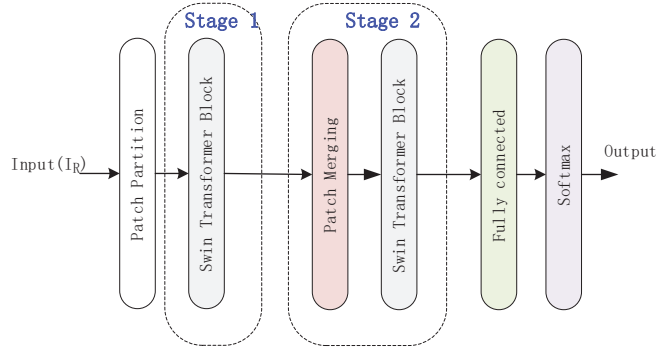 Stage 1
Stage 2
Input(I_R)
Patch Partition
Swin Transformer Block
Patch Merging
Swin Transformer Block
Fully connected
Softmax
Output